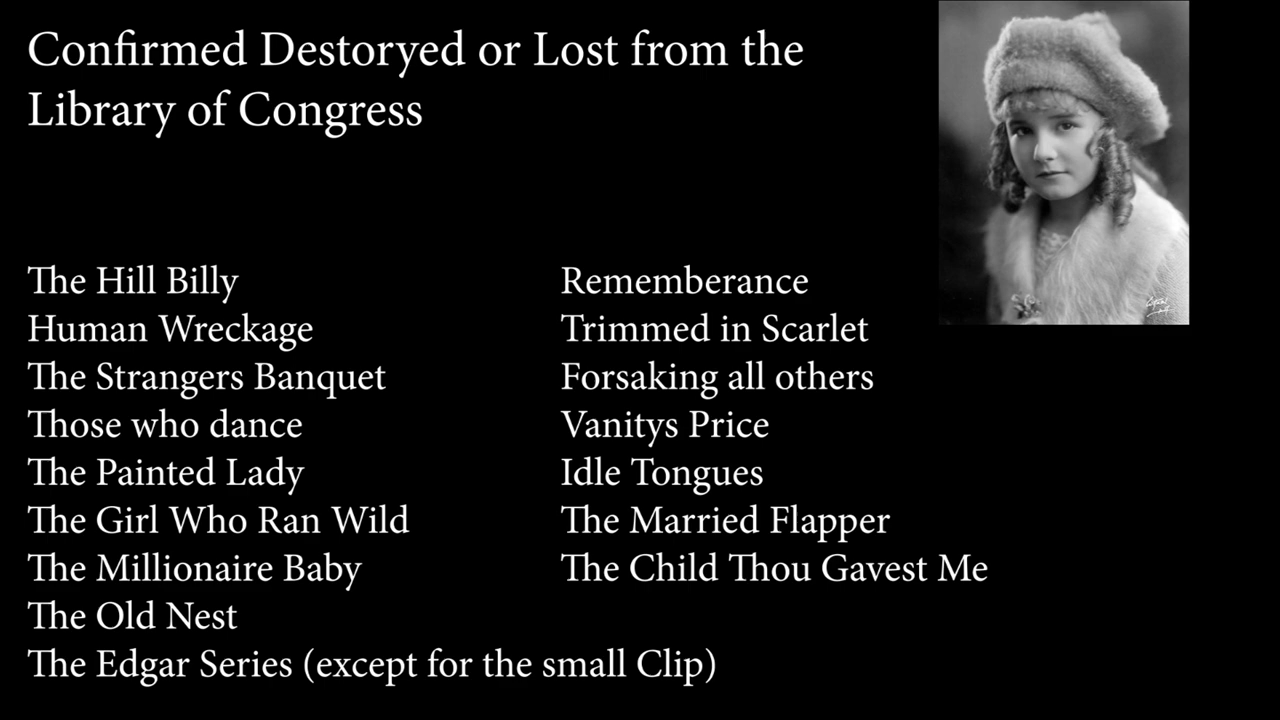 Confirmed Destoryed or Lost from the
Library of Congress
The Hill Billy
Human Wreckage
The Strangers Banquet
Those who dance
The Painted Lady
The Girl Who Ran Wild
The Millionaire Baby
The Old Nest
The Edgar Series (except for the small Clip)
Rememberance
Trimmed in Scarlet
Forsaking all others
Vanitys Price
Idle Tongues
The Married Flapper
The Child Thou Gavest Me